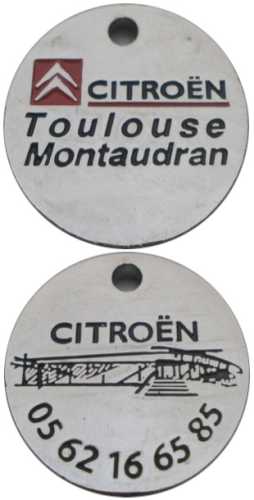 CITROËN
Toulouse
Montaudran
CITROËN
05 62 16 65 85